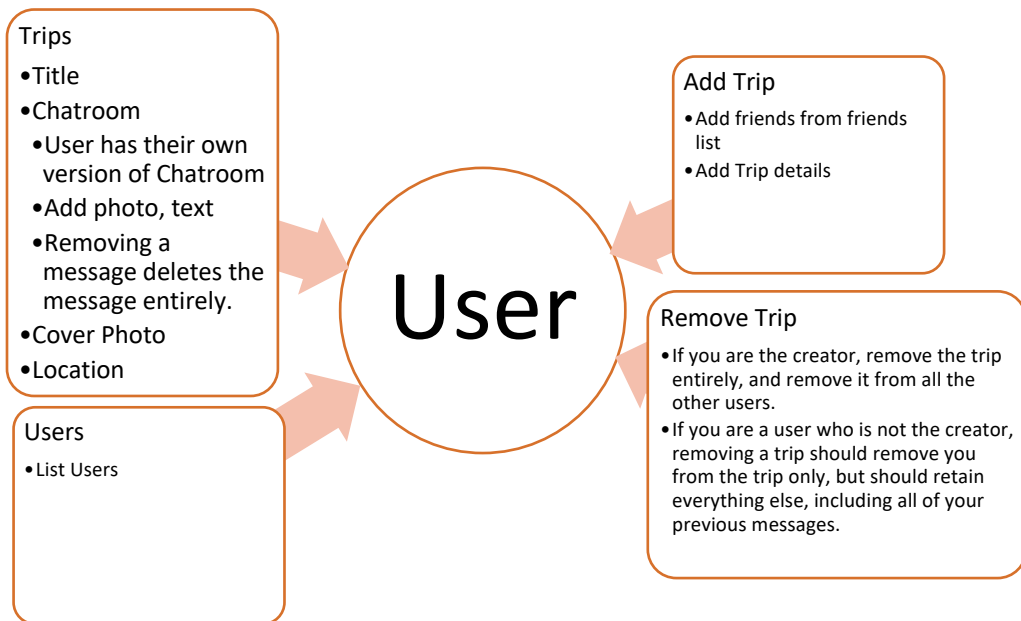 Trips
•Title
•Chatroom
•User has their own
version of Chatroom
•Add photo, text
•Removing a
message deletes the
message entirely.
•Cover Photo
•Location
Users
•List Users
User
Add Trip
•Add friends from friends
list
•Add Trip details
Remove Trip
•If you are the creator, remove the trip
entirely, and remove it from all the
other users.
•If you are a user who is not the creator,
removing a trip should remove you
from the trip only, but should retain
everything else, including all of your
previous messages.